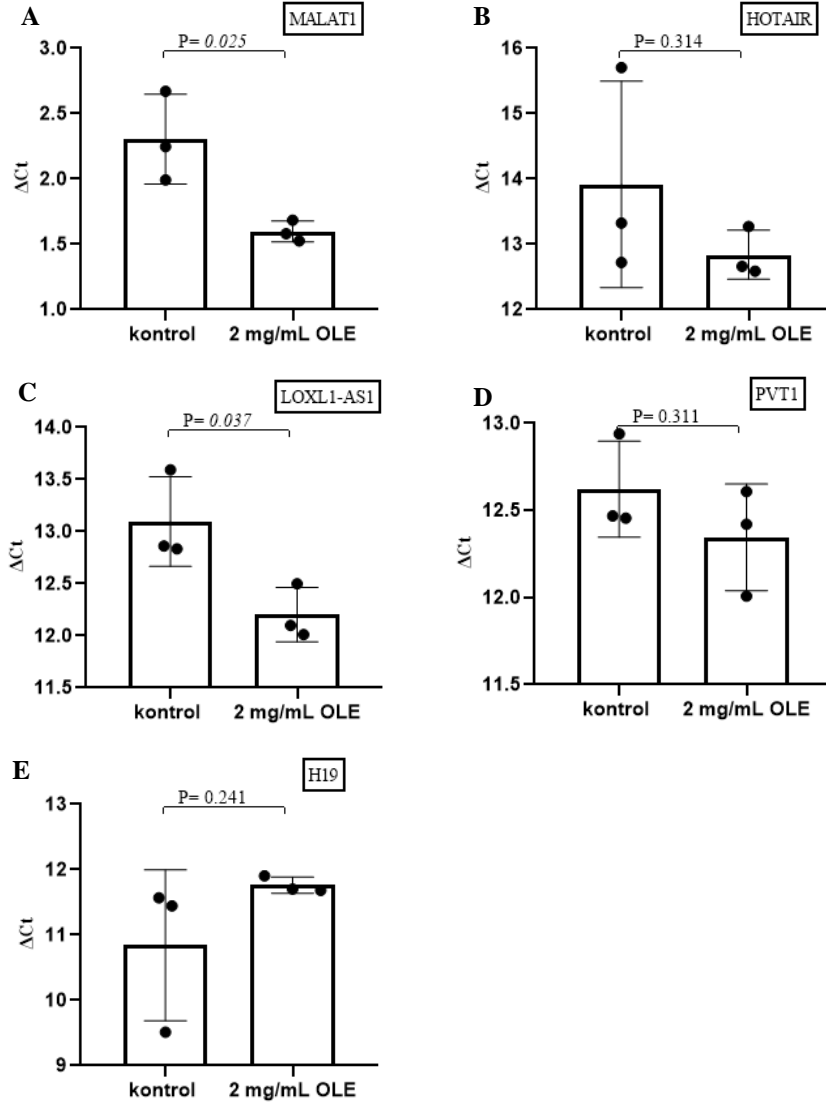 A
MALAT1
P= 0.025
3.0
2.5
2.0
1.5
1.0
ΔCt
kontrol 2 mg/mL OLE
B
HOTAIR
P= 0.314
16
15
14
13
12
ΔCt
kontrol 2 mg/mL OLE
C
LOXL1-AS1
P= 0.037
14.0
13.5
13.0
12.5
12.0
11.5
ΔCt
kontrol 2 mg/mL OLE
D
PVT1
P= 0.311
13.0
12.5
12.0
11.5
ΔCt
kontrol 2 mg/mL OLE
E
H19
P= 0.241
13
12
11
10
9
ΔCt
kontrol 2 mg/mL OLE